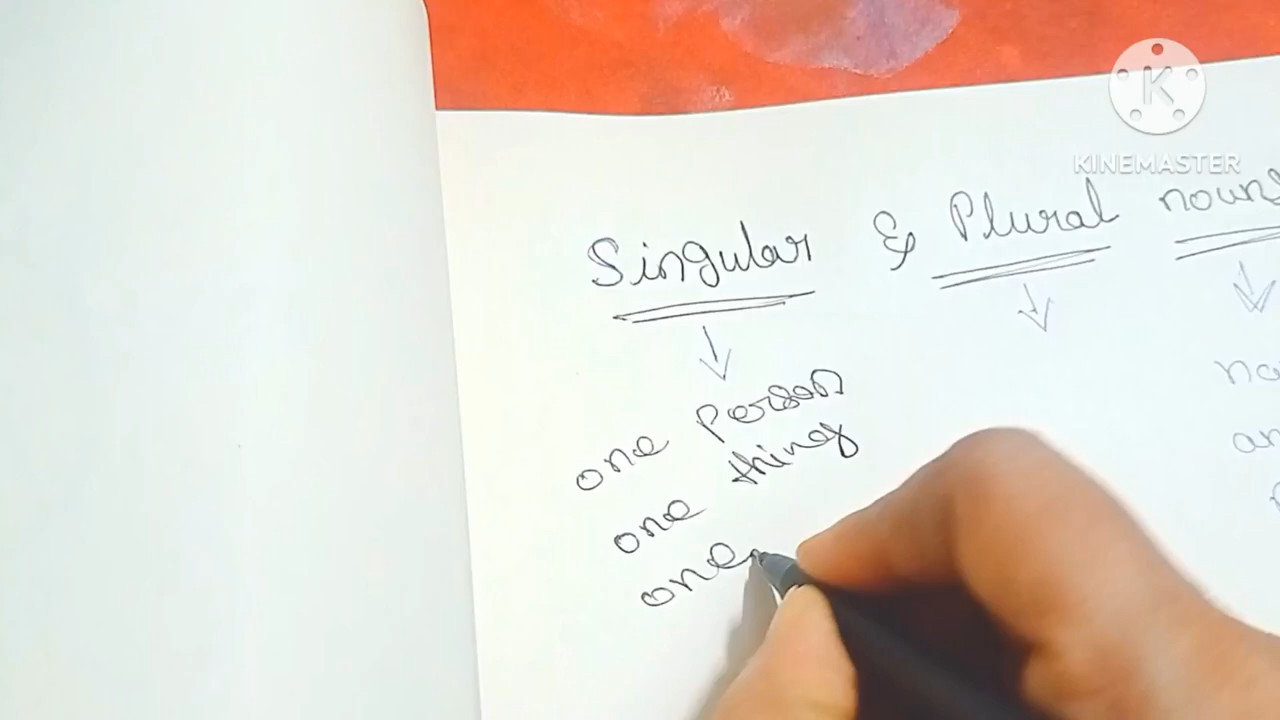 K
KINEMASTER
Singular & Plural nouns
one Person
one thing
one